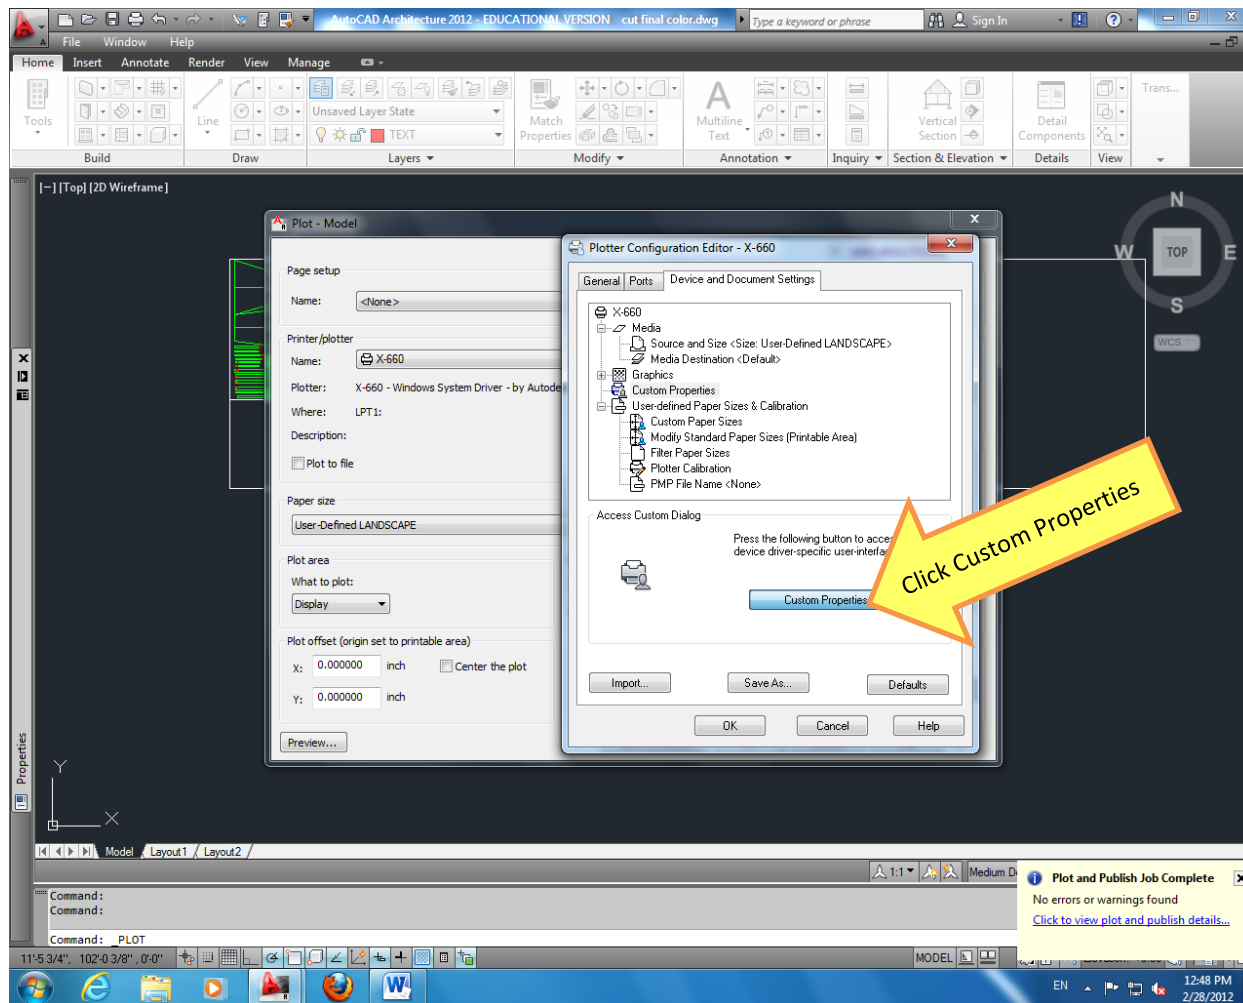 AutoCAD Architecture 2012 - EDUCATIONAL VERSION cut final color.dwg
Type a keyword or phrase
Sign In
File Window Help
Home Insert Annotate Render View Manage
Tools
Line
Unsaved Layer State
TEXT
Match Properties
Multiline Text
Vertical Section
Detail Components
Trans...
Build Draw Layers Modify Annotation Inquiry Section & Elevation Details View
[−] [Top] [2D Wireframe]
N
W TOP E
S
WCS
Plot - Model
Page setup
Name: <None>
Printer/plotter
Name: X-660
Plotter: X-660 - Windows System Driver - by Autode
Where: LPT1:
Description:
Plot to file
Paper size
User-Defined LANDSCAPE
Plot area
What to plot:
Display
Plot offset (origin set to printable area)
X: 0.000000 inch Center the plot
Y: 0.000000 inch
Preview...
Plotter Configuration Editor - X-660
General Ports Device and Document Settings
X-660
Media
Source and Size <Size: User-Defined LANDSCAPE>
Media Destination <Default>
Graphics
Custom Properties
User-defined Paper Sizes & Calibration
Custom Paper Sizes
Modify Standard Paper Sizes (Printable Area)
Filter Paper Sizes
Plotter Calibration
PMP File Name <None>
Access Custom Dialog
Press the following button to acce
device driver-specific user-interfa
Custom Properties
Import... Save As... Defaults
OK Cancel Help
Click Custom Properties
Properties
Y
X
Model Layout1 Layout2
1:1 Medium D
Command:
Command:
Command: _PLOT
Plot and Publish Job Complete
No errors or warnings found
Click to view plot and publish details...
11'-5 3/4", 102'-0 3/8", 0'-0"
MODEL
EN
12:48 PM
2/28/2012